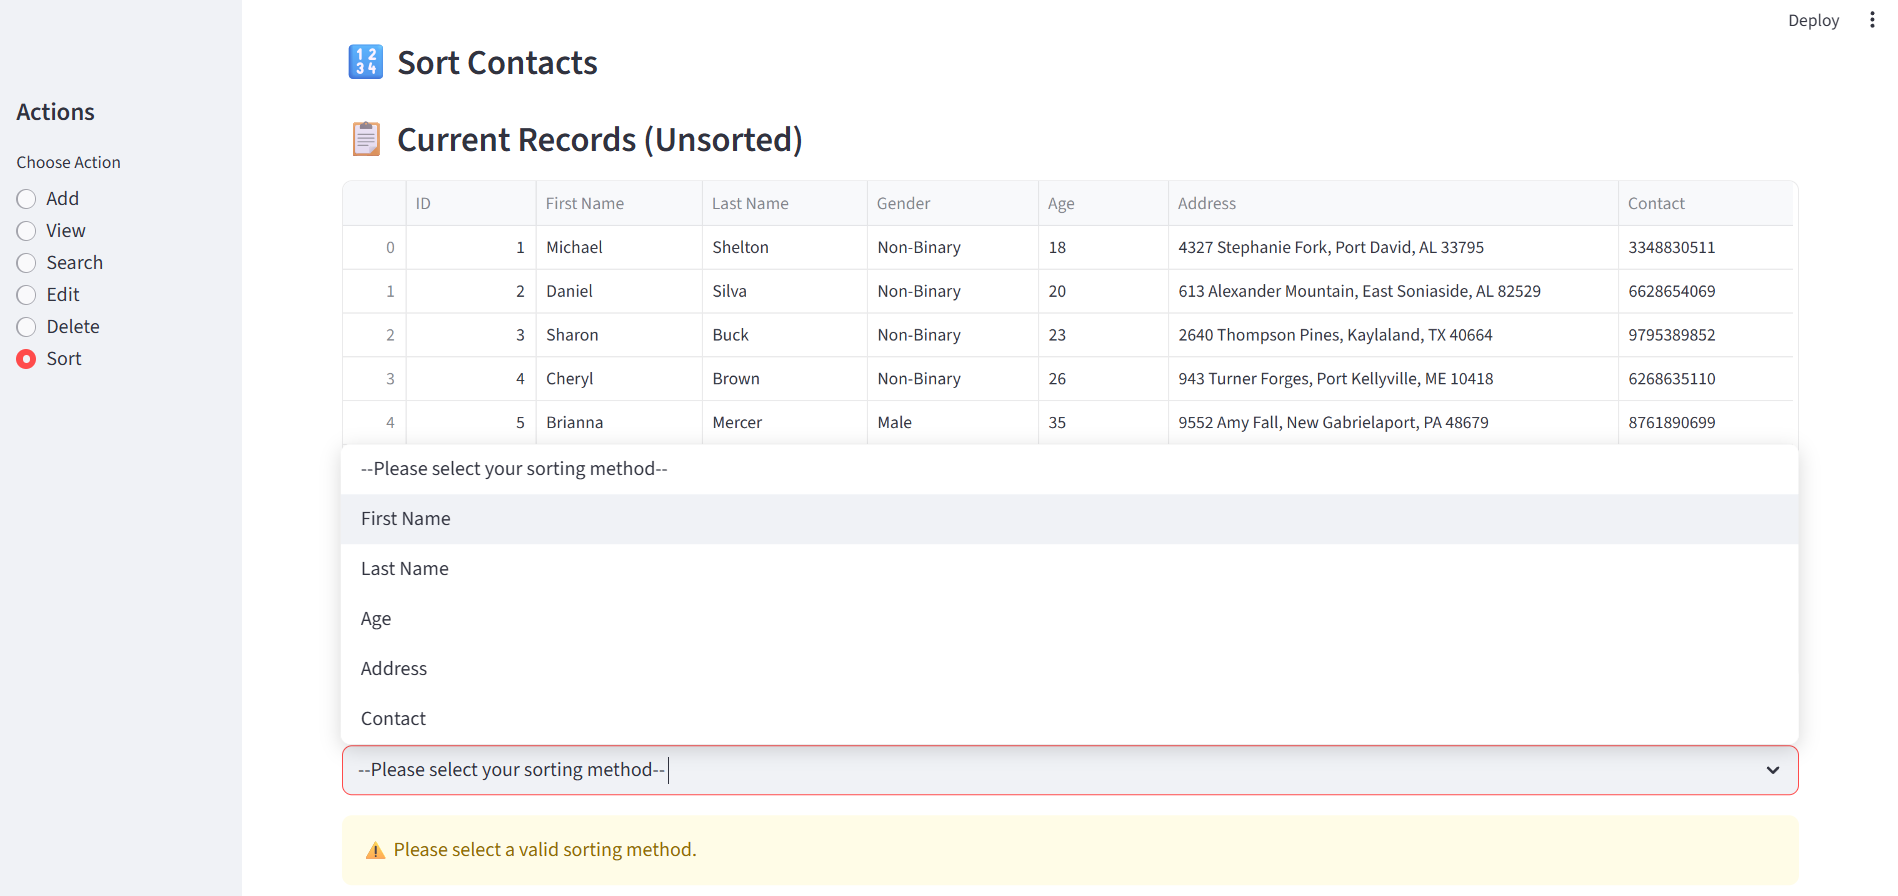 Deploy
Sort Contacts
Actions
Choose Action
Add
View
Search
Edit
Delete
Sort
Current Records (Unsorted)
ID First Name Last Name Gender Age Address Contact
0 1 Michael Shelton Non-Binary 18 4327 Stephanie Fork, Port David, AL 33795 3348830511
1 2 Daniel Silva Non-Binary 20 613 Alexander Mountain, East Soniaside, AL 82529 6628654069
2 3 Sharon Buck Non-Binary 23 2640 Thompson Pines, Kaylaland, TX 40664 9795389852
3 4 Cheryl Brown Non-Binary 26 943 Turner Forges, Port Kellyville, ME 10418 6268635110
4 5 Brianna Mercer Male 35 9552 Amy Fall, New Gabrielaport, PA 48679 8761890699
--Please select your sorting method--
First Name
Last Name
Age
Address
Contact
--Please select your sorting method--
Please select a valid sorting method.